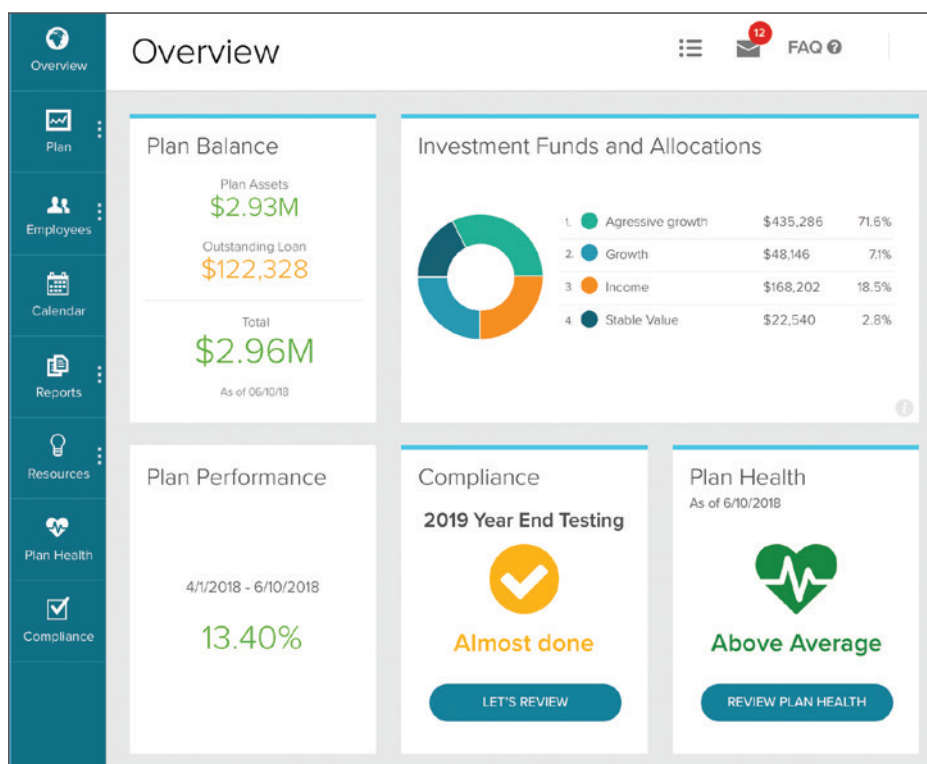 Overview
Plan
Employees
Calendar
Reports
Resources
Plan Health
Compliance
Overview
12
FAQ ?
Plan Balance
Plan Assets
$2.93M
Outstanding Loan
$122,328
Total
$2.96M
As of 06/10/18
Investment Funds and Allocations
1. Agressive growth $435,286 71.6%
2. Growth $48,146 7.1%
3 Income $168,202 18.5%
4 Stable Value $22,540 2.8%
i
Plan Performance
4/1/2018 - 6/10/2018
13.40%
Compliance
2019 Year End Testing
Almost done
LET'S REVIEW
Plan Health
As of 6/10/2018
Above Average
REVIEW PLAN HEALTH